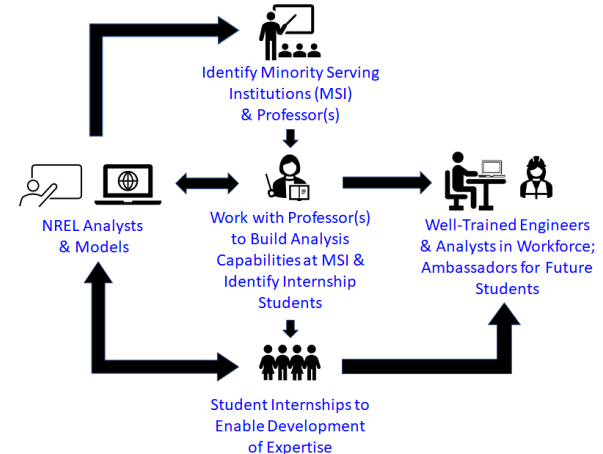 Identify Minority Serving
Institutions (MSI)
& Professor(s)
NREL Analysts
& Models
Work with Professor(s)
to Build Analysis
Capabilities at MSI &
Identify Internship
Students
Well-Trained Engineers
& Analysts in Workforce;
Ambassadors for Future
Students
Student Internships to
Enable Development
of Expertise